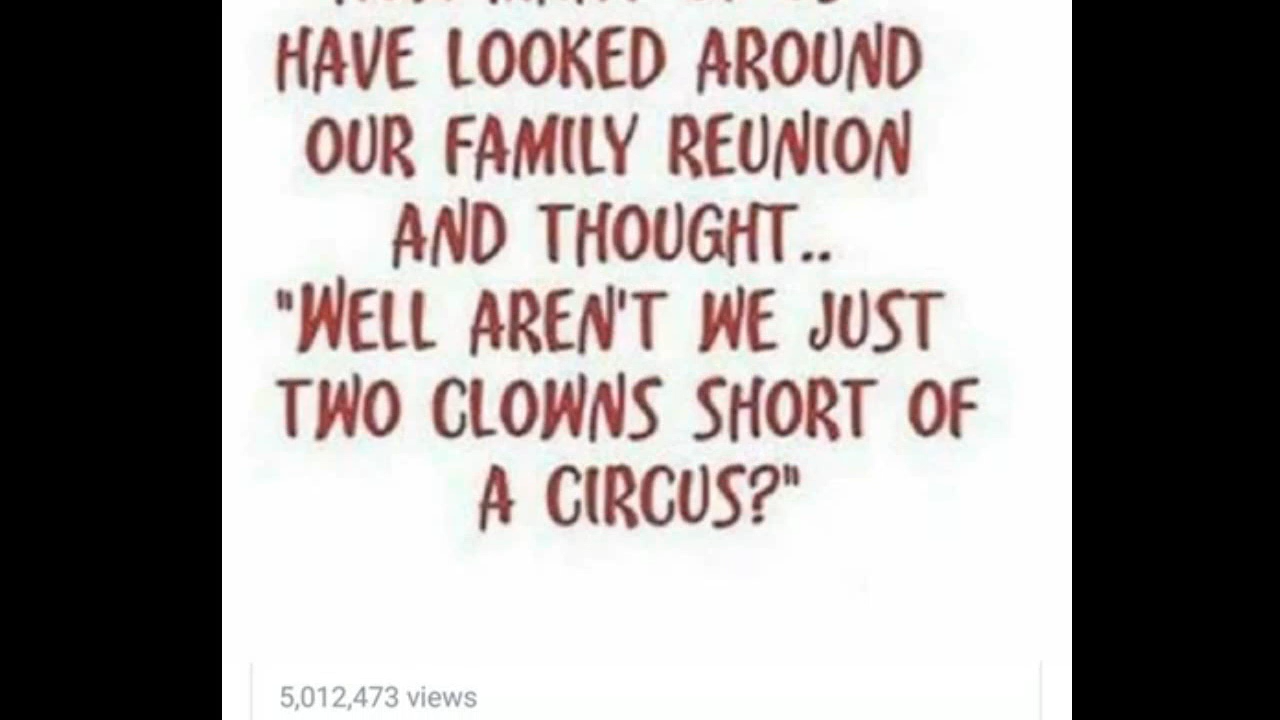 HAVE LOOKED AROUND
OUR FAMILY REUNION
AND THOUGHT..
"WELL AREN'T WE JUST
TWO CLOWNS SHORT OF
A CIRCUS?"
5,012,473 views